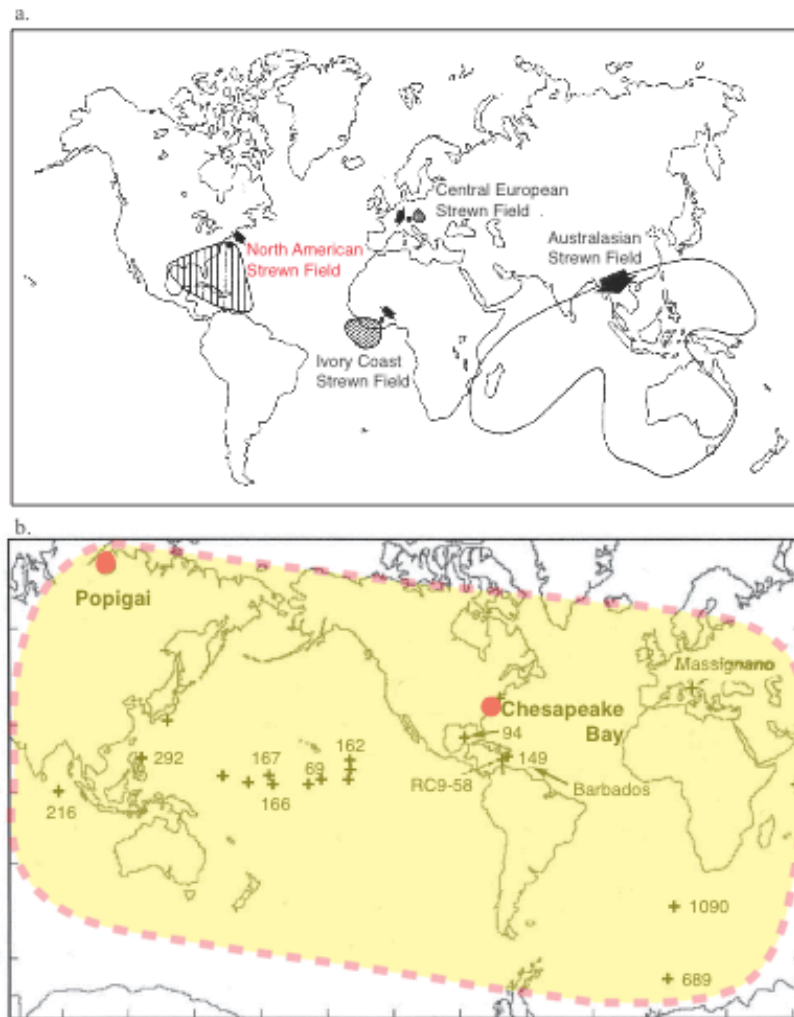 a.
Central European
Strewn Field
Australasian
Strewn Field
North American
Strewn Field
Ivory Coast
Strewn Field
b.
Popigai
Massignano
Chesapeake
Bay
94
162
292
167
69
149
RC9-58
Barbados
216
166
1090
689